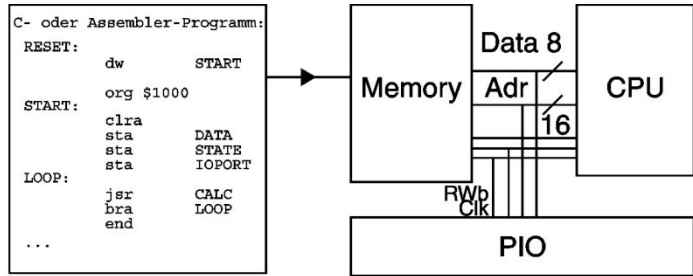 C- oder Assembler-Programm:
RESET:
dw START
org $1000
START:
clra
sta DATA
sta STATE
sta IOPORT
LOOP:
jsr CALC
bra LOOP
end
...
Memory
Data 8
Adr
16
CPU
RWb
Clk
PIO